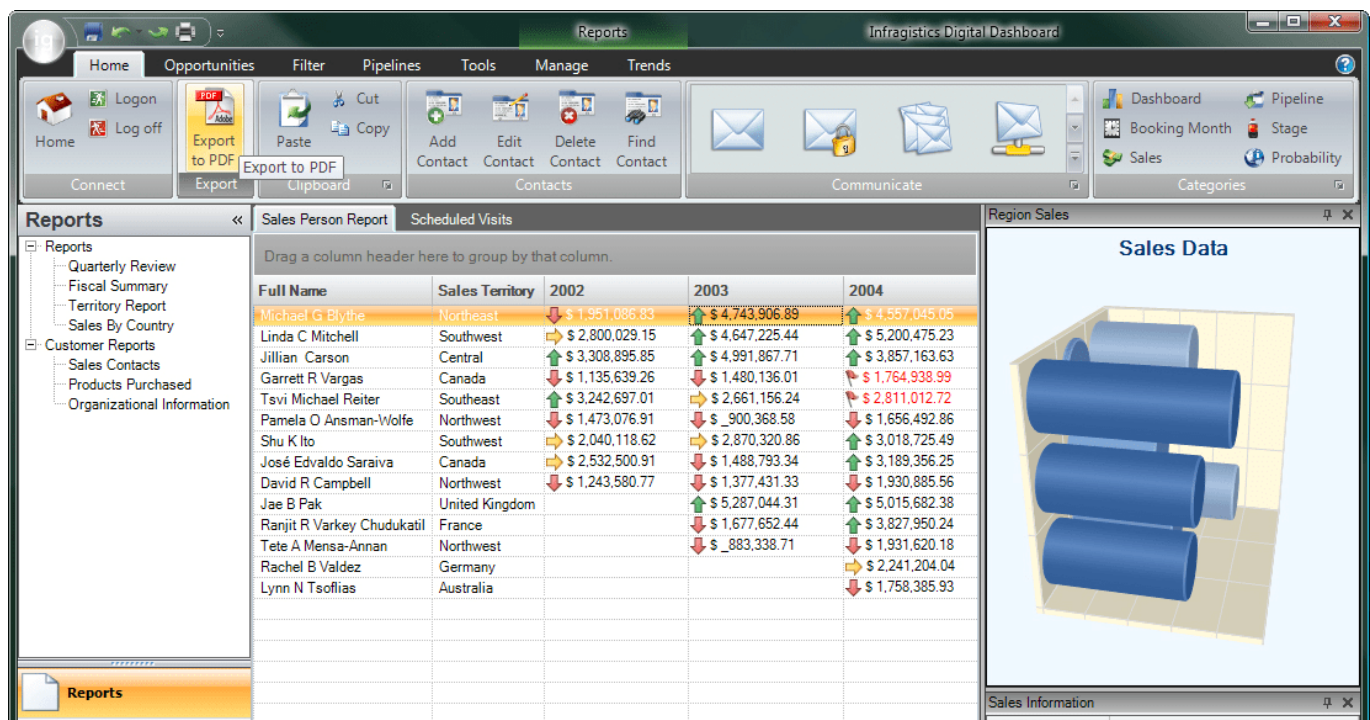 Reports
Infragistics Digital Dashboard
Home Opportunities Filter Pipelines Tools Manage Trends
Home
Logon
Log off
Connect
PDF
Adobe
Export
to PDF
Export
Export to PDF
Paste
Cut
Copy
Clipboard
Add
Contact
Edit
Contact
Delete
Contact
Find
Contact
Contacts
Communicate
Dashboard
Booking Month
Sales
Pipeline
Stage
Probability
Categories
Reports
Reports
Quarterly Review
Fiscal Summary
Territory Report
Sales By Country
Customer Reports
Sales Contacts
Products Purchased
Organizational Information
Reports
Sales Person Report Scheduled Visits
Drag a column header here to group by that column.
Full Name Sales Territory 2002 2003 2004
Michael G Blythe Northeast $ 1,951,086.83 $ 4,743,906.89 $ 4,557,045.05
Linda C Mitchell Southwest $ 2,800,029.15 $ 4,647,225.44 $ 5,200,475.23
Jillian Carson Central $ 3,308,895.85 $ 4,991,867.71 $ 3,857,163.63
Garrett R Vargas Canada $ 1,135,639.26 $ 1,480,136.01 $ 1,764,938.99
Tsvi Michael Reiter Southeast $ 3,242,697.01 $ 2,661,156.24 $ 2,811,012.72
Pamela O Ansman-Wolfe Northwest $ 1,473,076.91 $ _900,368.58 $ 1,656,492.86
Shu K Ito Southwest $ 2,040,118.62 $ 2,870,320.86 $ 3,018,725.49
José Edvaldo Saraiva Canada $ 2,532,500.91 $ 1,488,793.34 $ 3,189,356.25
David R Campbell Northwest $ 1,243,580.77 $ 1,377,431.33 $ 1,930,885.56
Jae B Pak United Kingdom $ 5,287,044.31 $ 5,015,682.38
Ranjit R Varkey Chudukatil France $ 1,677,652.44 $ 3,827,950.24
Tete A Mensa-Annan Northwest $ _883,338.71 $ 1,931,620.18
Rachel B Valdez Germany $ 2,241,204.04
Lynn N Tsoflias Australia $ 1,758,385.93
Region Sales
Sales Data
Sales Information